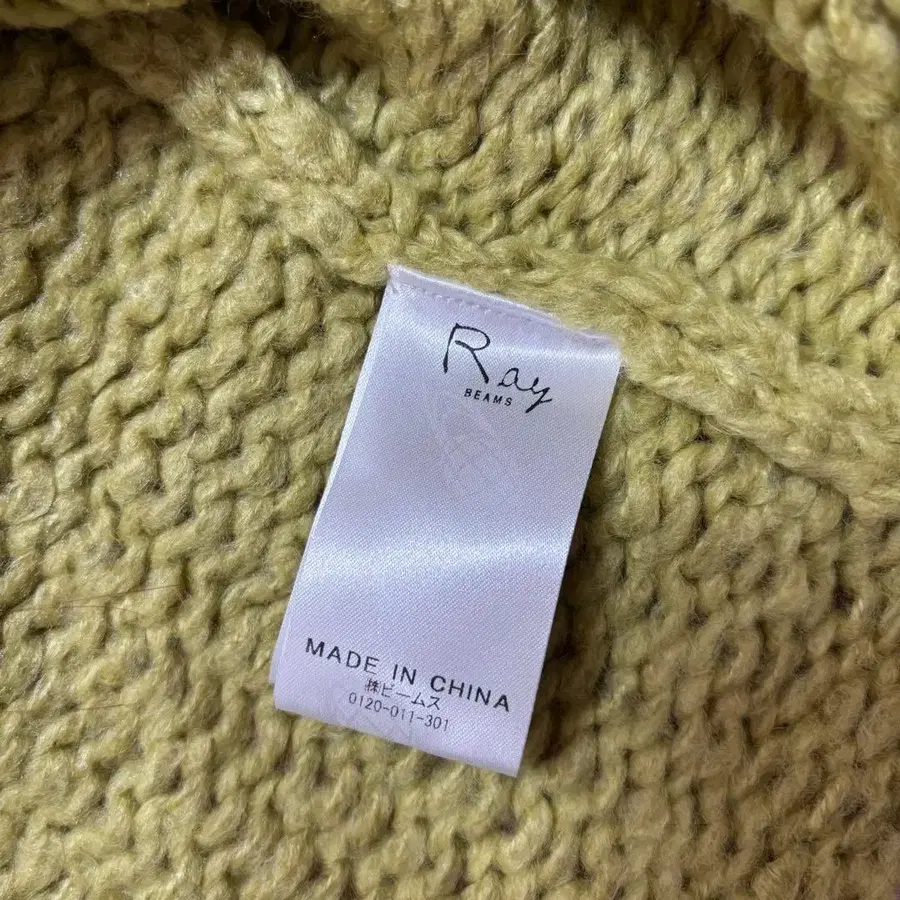 Ray
BEAMS
MADE IN CHINA
㈱ビームス
0120-011-301